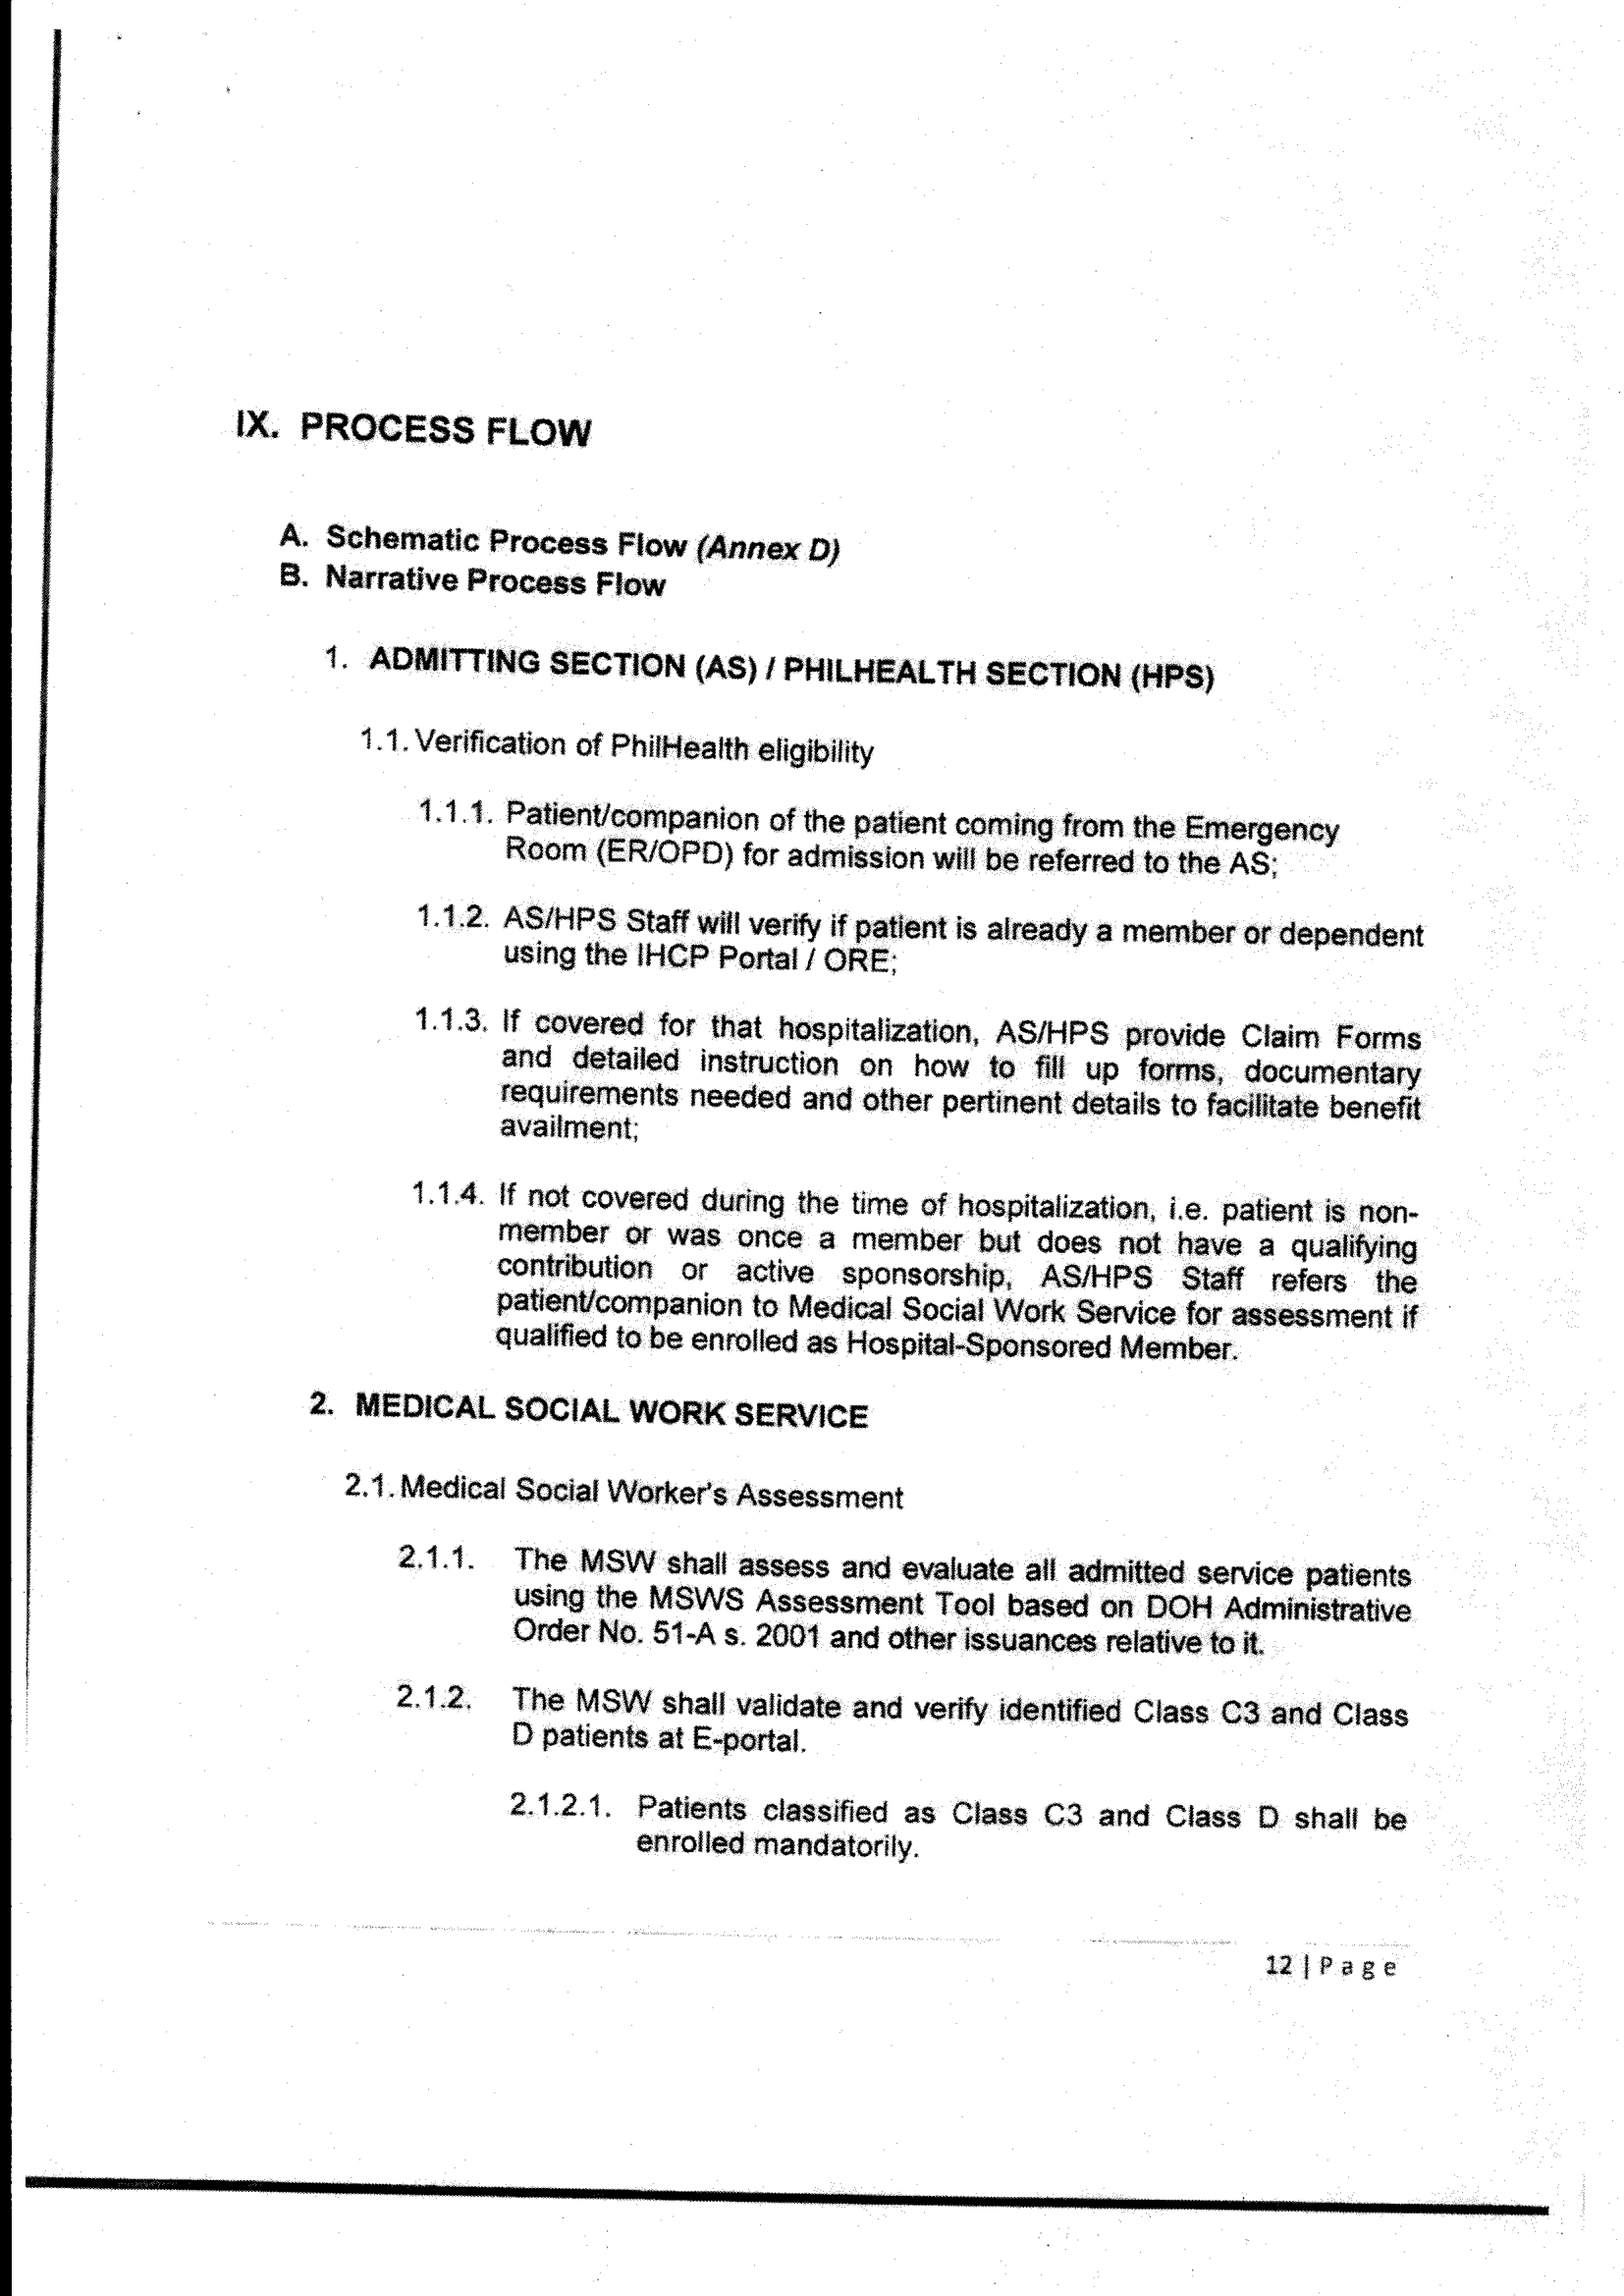 IX. PROCESS FLOW
A. Schematic Process Flow (Annex D)
B. Narrative Process Flow
1. ADMITTING SECTION (AS) / PHILHEALTH SECTION (HPS)
1.1. Verification of PhilHealth eligibility
1.1.1. Patient/companion of the patient coming from the Emergency
Room (ER/OPD) for admission will be referred to the AS;
1.1.2. AS/HPS Staff will verify if patient is already a member or dependent
using the IHCP Portal / ORE;
1.1.3. If covered for that hospitalization, AS/HPS provide Claim Forms
and detailed instruction on how to fill up forms, documentary
requirements needed and other pertinent details to facilitate benefit
availment;
1.1.4. If not covered during the time of hospitalization, i.e. patient is non-
member or was once a member but does not have a qualifying
contribution or active sponsorship, AS/HPS Staff refers the
patient/companion to Medical Social Work Service for assessment if
qualified to be enrolled as Hospital-Sponsored Member.
2. MEDICAL SOCIAL WORK SERVICE
2.1. Medical Social Worker's Assessment
2.1.1. The MSW shall assess and evaluate all admitted service patients
using the MSWS Assessment Tool based on DOH Administrative
Order No. 51-A s. 2001 and other issuances relative to it.
2.1.2. The MSW shall validate and verify identified Class C3 and Class
D patients at E-portal.
2.1.2.1. Patients classified as Class C3 and Class D shall be
enrolled mandatorily.
12 | P a g e